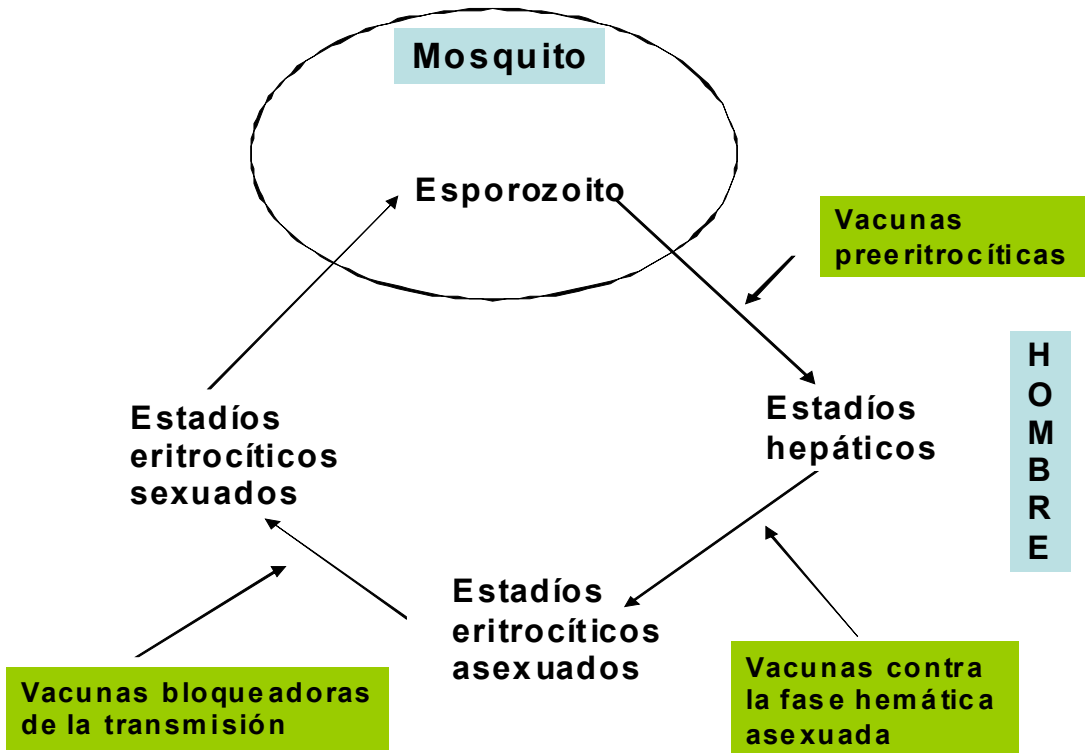 Mosquito
Esporozoito
Vacunas
preeritrocíticas
H
O
M
B
R
E
Estadíos
hepáticos
Estadíos
eritrocíticos
sexuados
Estadíos
eritrocíticos
asexuados
Vacunas contra
la fase hemática
asexuada
Vacunas bloqueadoras
de la transmisión